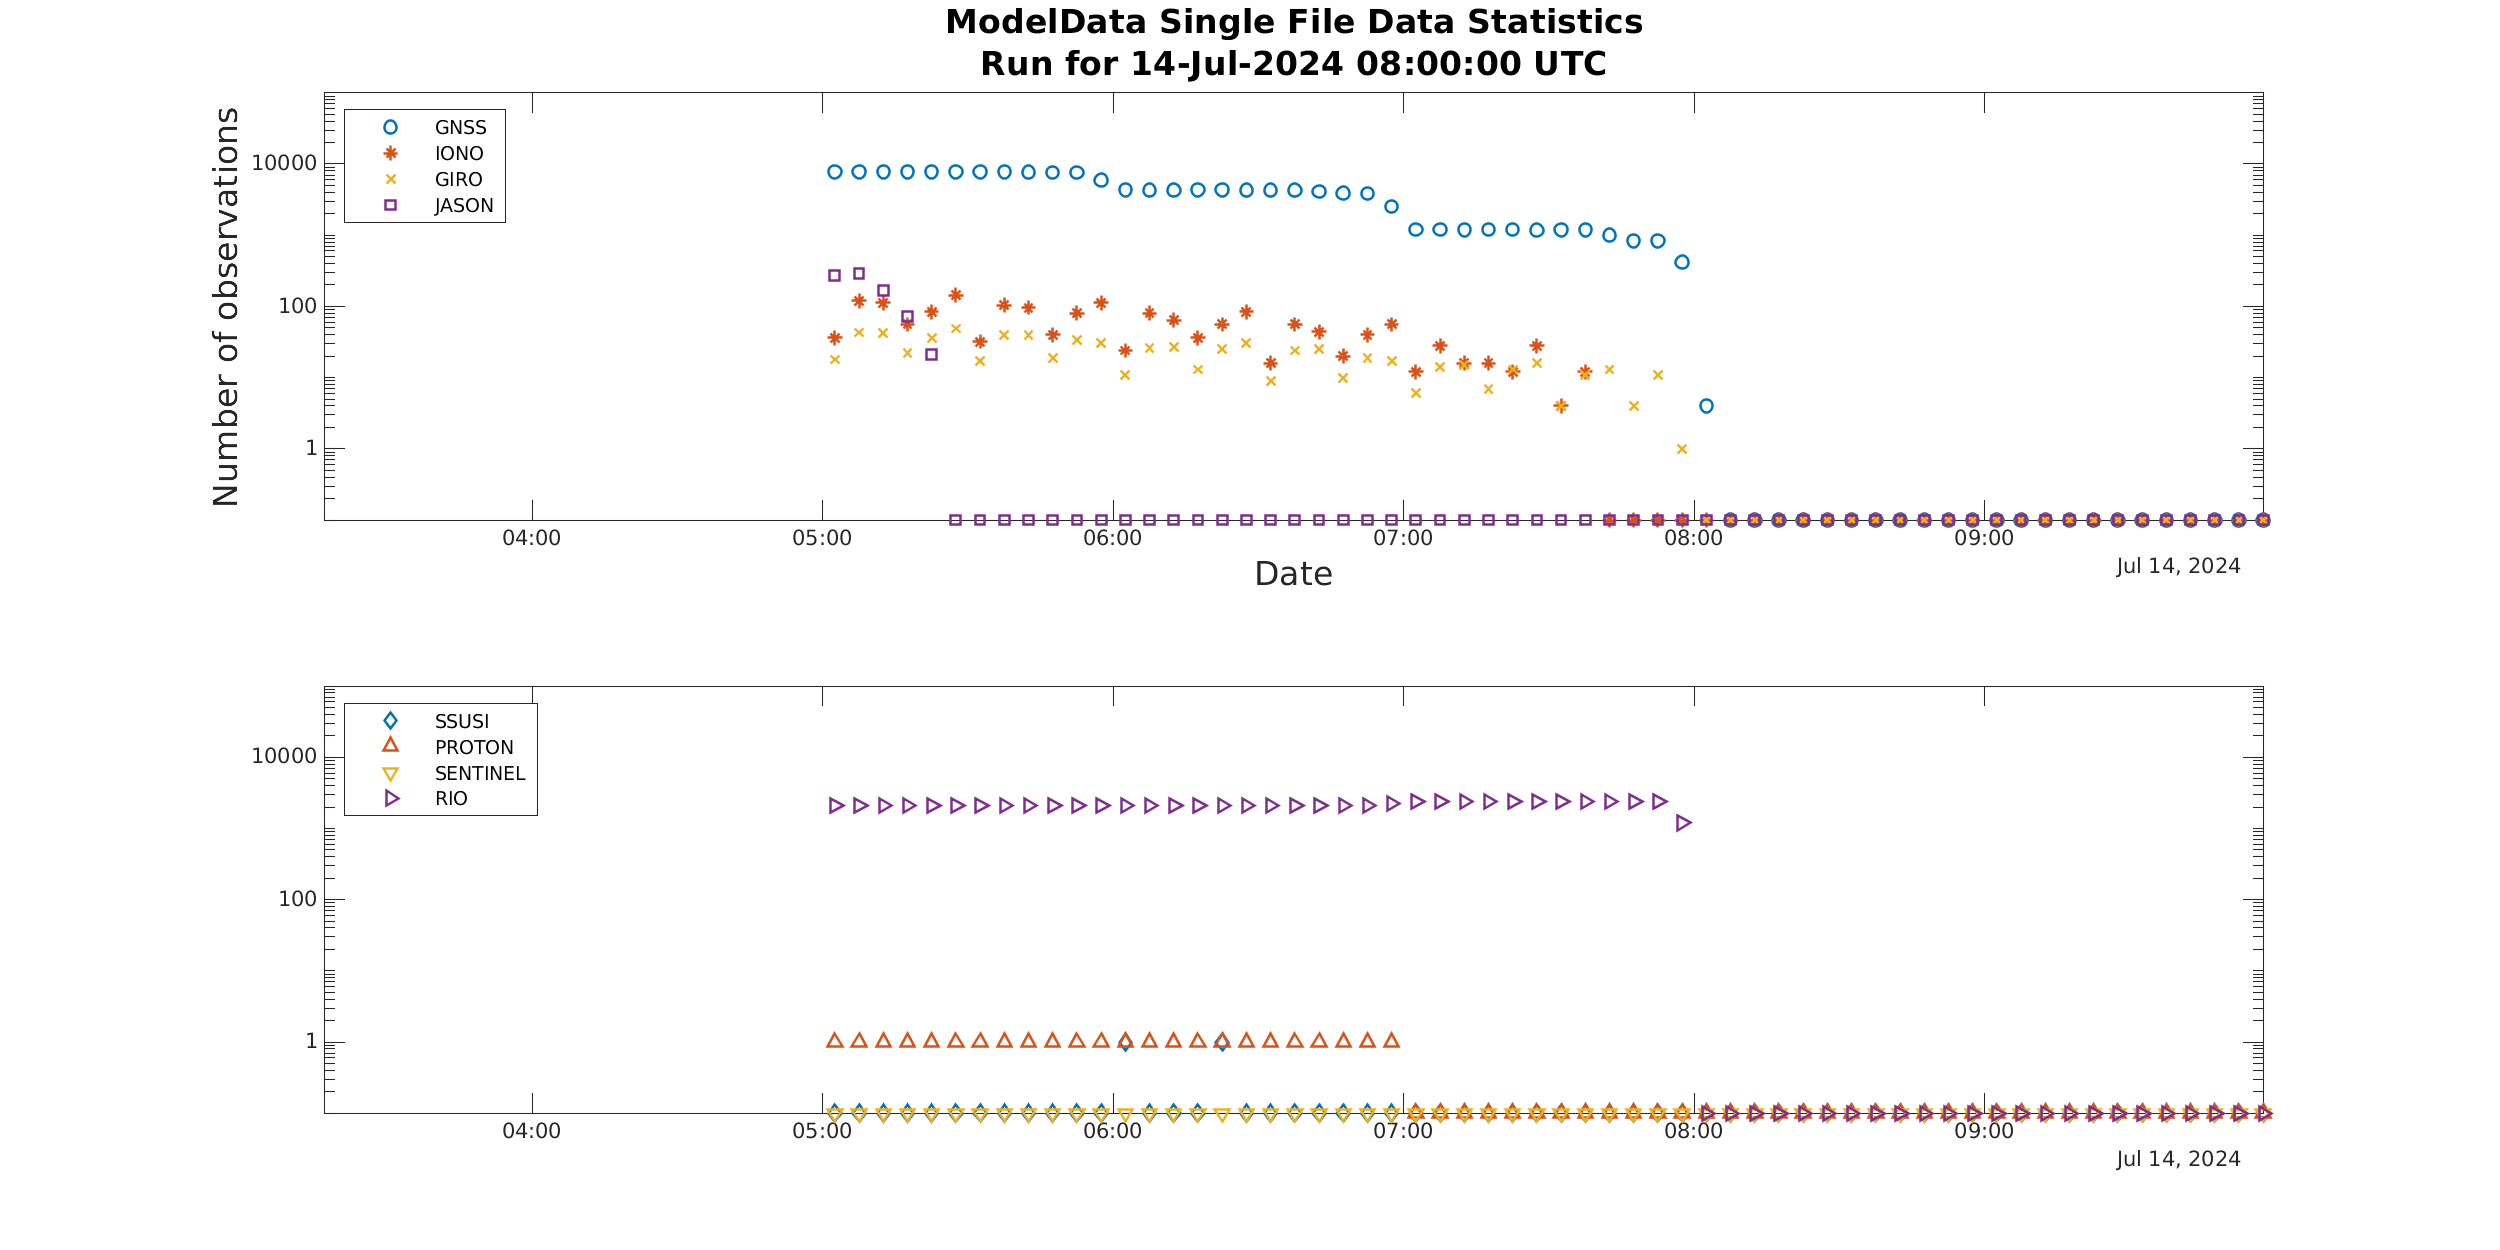 ModelData Single File Data Statistics
Run for 14-Jul-2024 08:00:00 UTC
Number of observations
10000
100
1
GNSS
IONO
GIRO
JASON
04:00 05:00 06:00 07:00 08:00 09:00
Jul 14, 2024
Date
10000
100
1
SSUSI
PROTON
SENTINEL
RIO
04:00 05:00 06:00 07:00 08:00 09:00
Jul 14, 2024